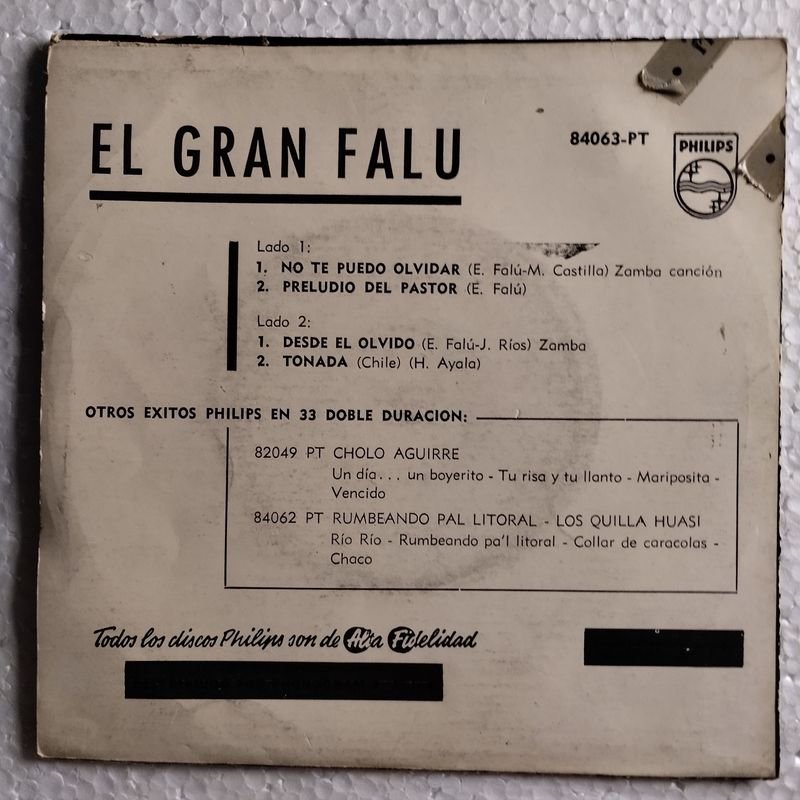 EL GRAN FALU
84063-PT
PHILIPS
Lado 1:
1. NO TE PUEDO OLVIDAR (E. Falú-M. Castilla) Zamba canción
2. PRELUDIO DEL PASTOR (E. Falú)
Lado 2:
1. DESDE EL OLVIDO (E. Falú-J. Ríos) Zamba
2. TONADA (Chile) (H. Ayala)
OTROS EXITOS PHILIPS EN 33 DOBLE DURACION:
82049 PT CHOLO AGUIRRE
Un día... un boyerito - Tu risa y tu llanto - Mariposita -
Vencido
84062 PT RUMBEANDO PAL LITORAL - LOS QUILLA HUASI
Río Río - Rumbeando pa'l litoral - Collar de caracolas -
Chaco
Todos los discos Philips son de Alta Fidelidad